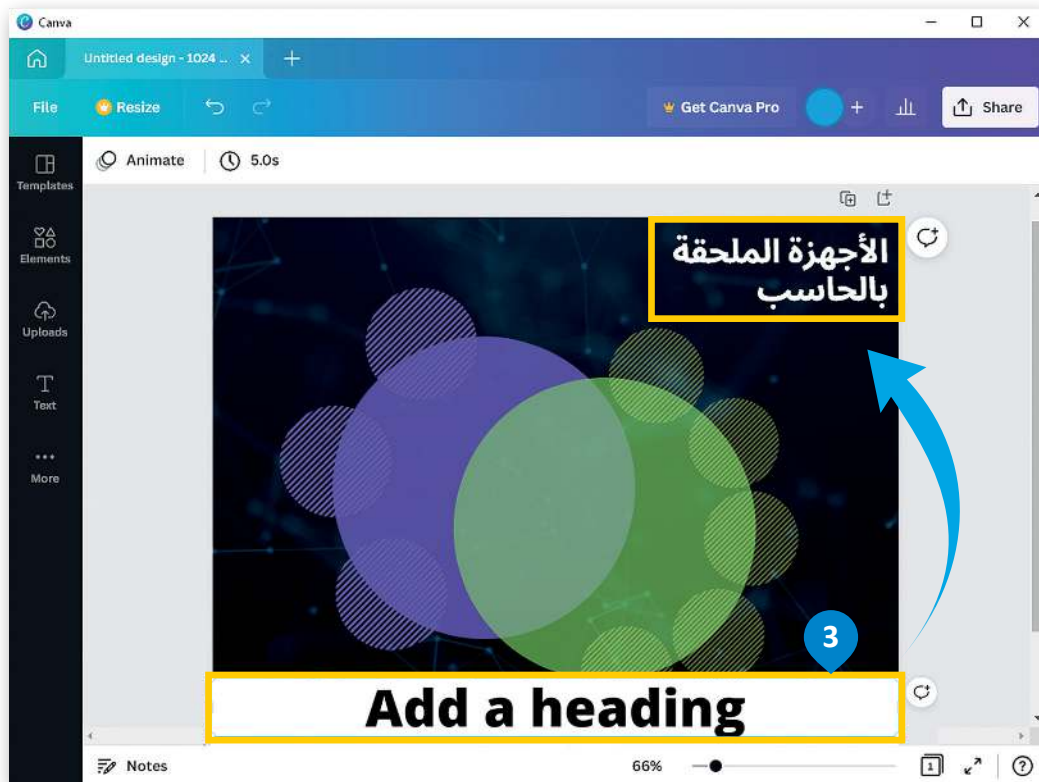 Canva
Untitled design - 1024 ...
File
Resize
Get Canva Pro
Share
Animate
5.0s
Templates
Elements
Uploads
Text
More
الأجهزة الملحقة
بالحاسب
3
Add a heading
Notes
66%
1